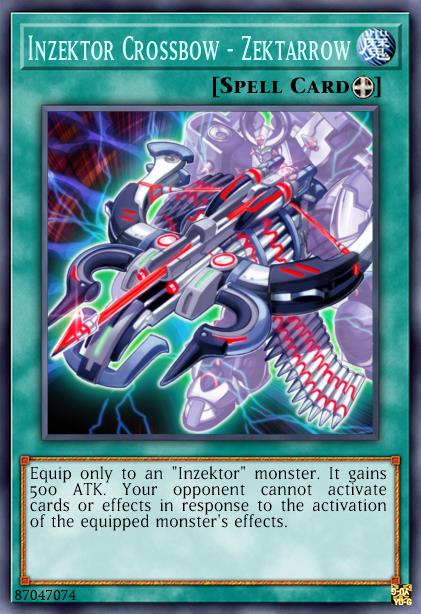 Inzektor Crossbow - Zektarrow
魔
[Spell Card]
Equip only to an "Inzektor" monster. It gains
500 ATK. Your opponent cannot activate
cards or effects in response to the activation
of the equipped monster's effects.
87047074